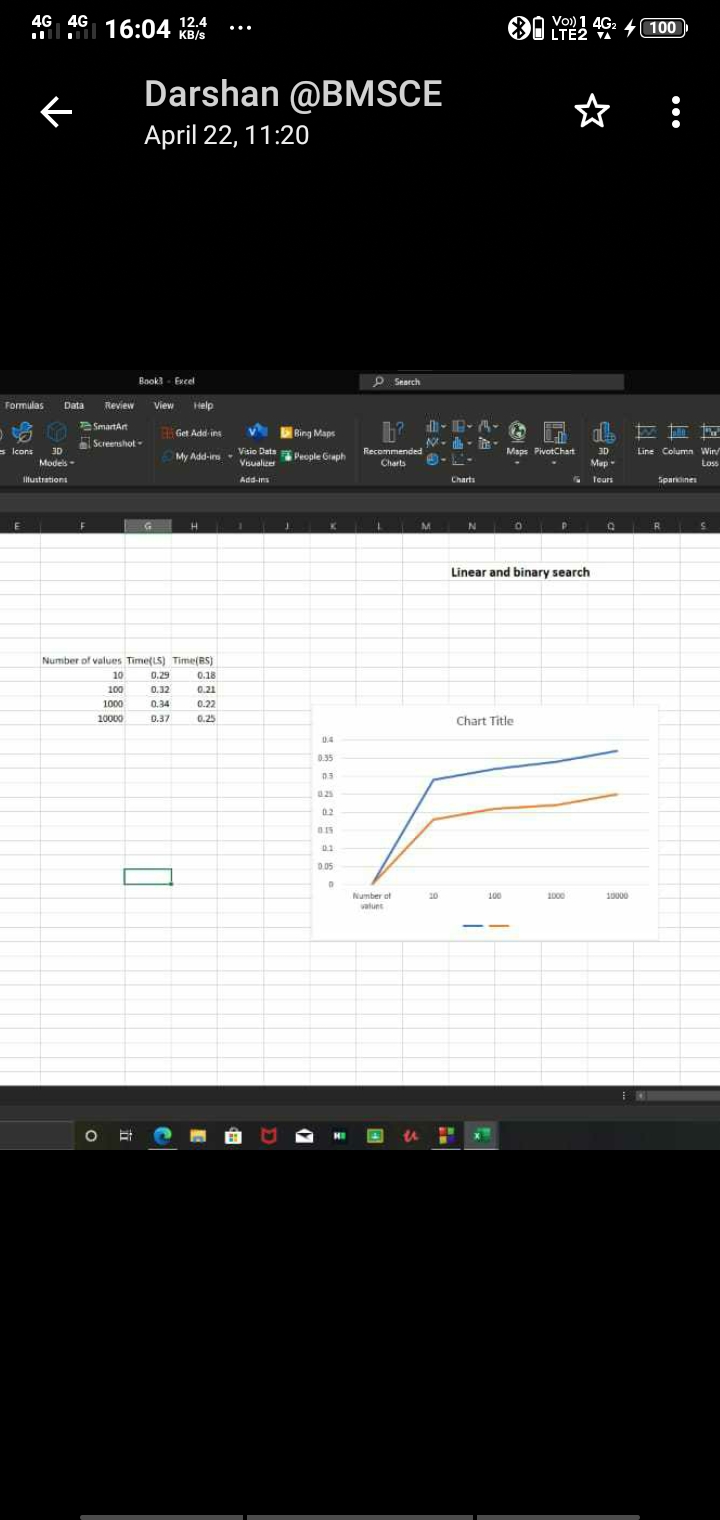 4G 4G 16:04 12.4 KB/s ... Vo)) 1 LTE2 4G 2 100
Darshan @BMSCE
April 22, 11:20
Book3 - Excel
Search
Formulas Data Review View Help
Icons
3D Models
SmartArt
Screenshot
Illustrations
Get Add-ins
My Add-ins
Visio Data Visualizer
Bing Maps
People Graph
Add-ins
Recommended Charts
Maps
PivotChart
Charts
3D Map
Tours
Line
Column
Win/ Loss
Sparklines
E F G H I J K L M N O P Q R S
Linear and binary search
Number of values Time(LS) Time(BS)
10 0.29 0.18
100 0.32 0.21
1000 0.34 0.22
10000 0.37 0.25
Chart Title
0.4
0.35
0.3
0.25
0.2
0.15
0.1
0.05
0
Number of values 10 100 1000 10000